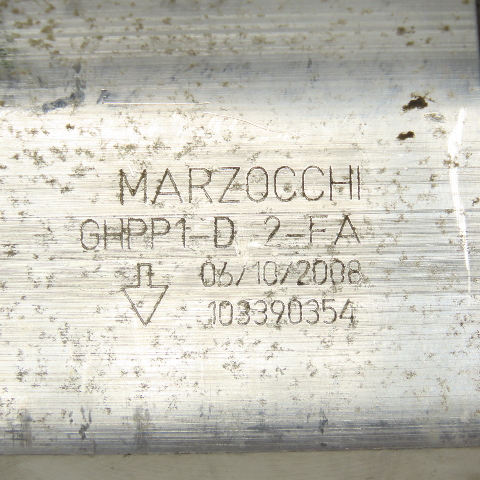 MARZOCCHI
GHPP1-D 2-FA
06/10/2008
103390354